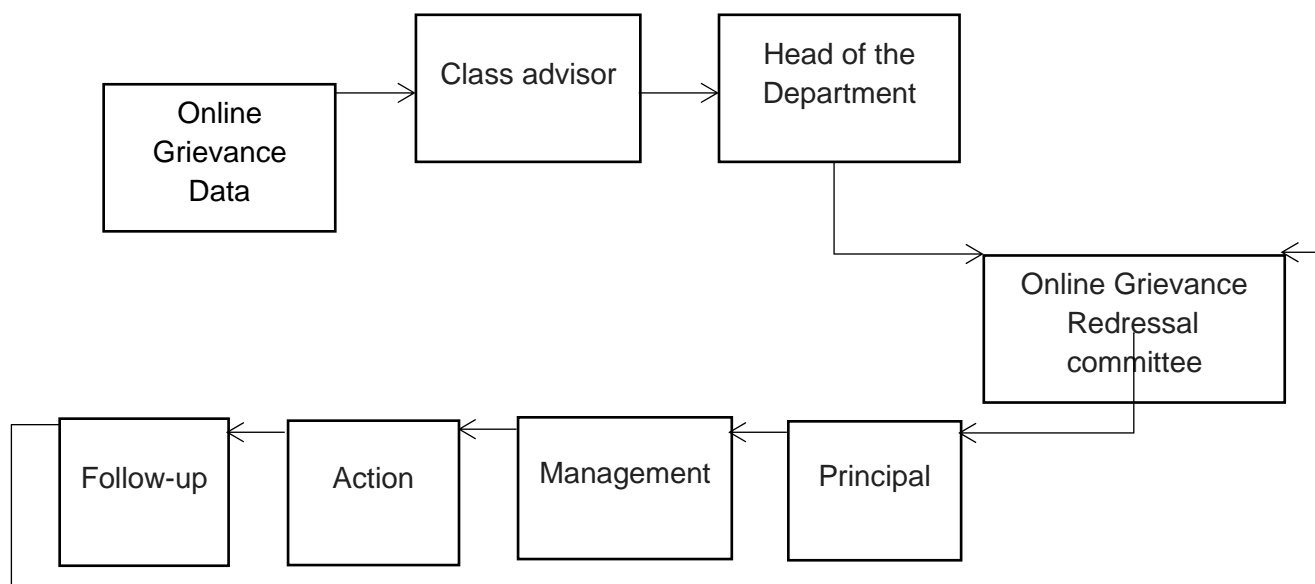 Online
Grievance
Data
Class advisor
Head of the
Department
Online Grievance
Redressal
committee
Principal
Management
Action
Follow-up